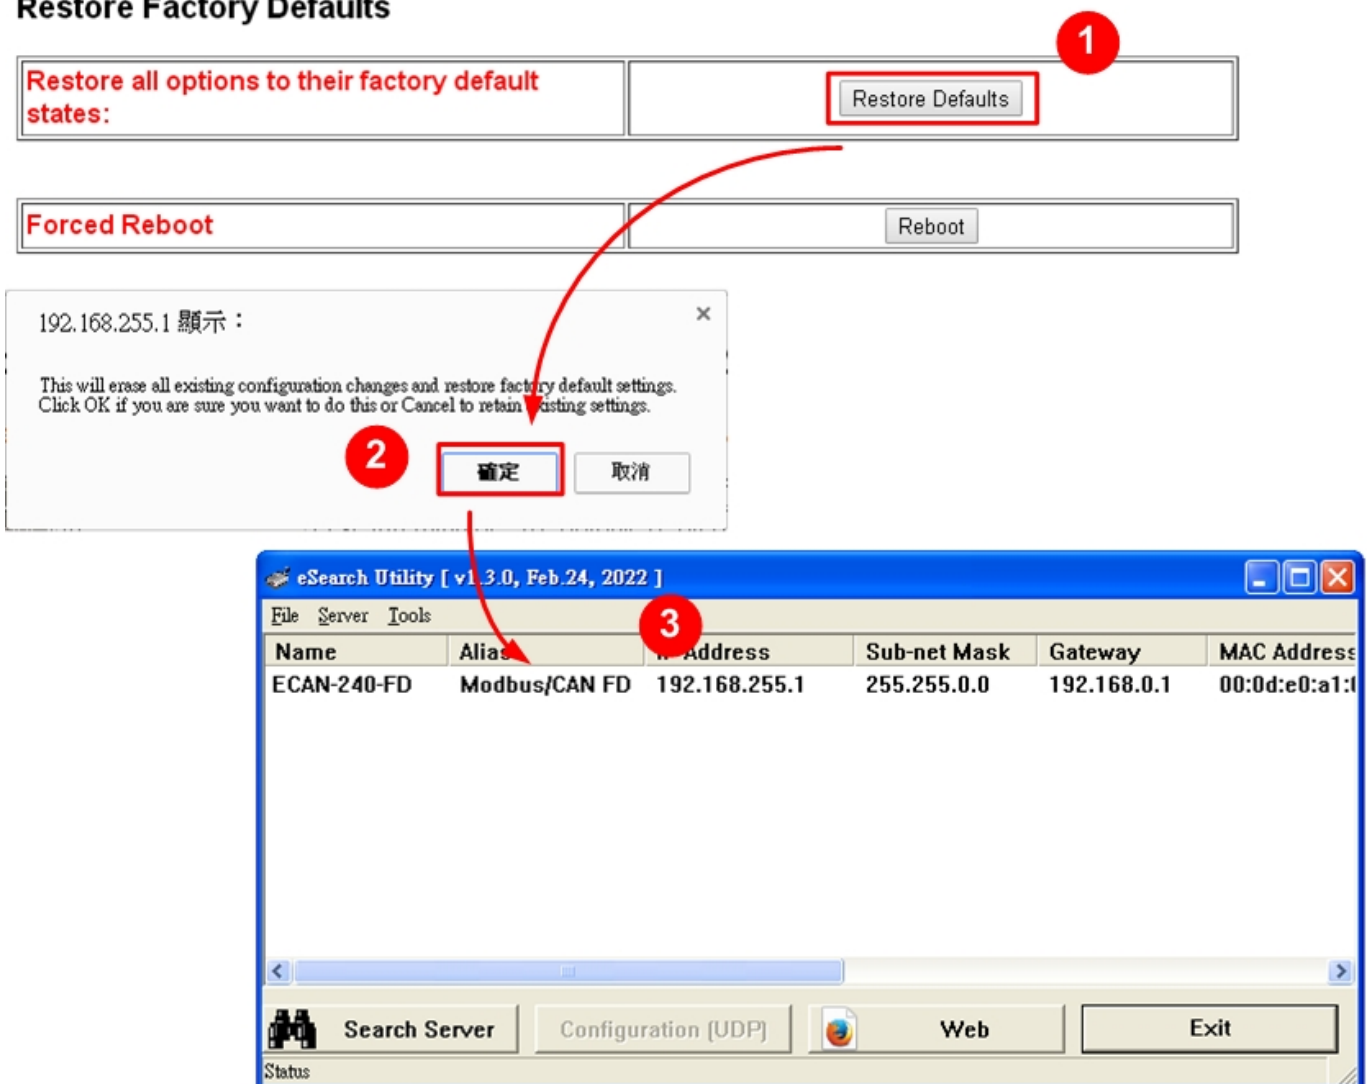 Restore Factory Defaults
1
Restore all options to their factory default
states:
Restore Defaults
Forced Reboot
Reboot
192.168.255.1 顯示：
×
This will erase all existing configuration changes and restore factory default settings.
Click OK if you are sure you want to do this or Cancel to retain existing settings.
2
確定
取消
eSearch Utility [ v1.3.0, Feb.24, 2022 ]
File Server Tools
3
Name Alias IP Address Sub-net Mask Gateway MAC Address
ECAN-240-FD Modbus/CAN FD 192.168.255.1 255.255.0.0 192.168.0.1 00:0d:e0:a1:
Search Server Configuration (UDP) Web Exit
Status